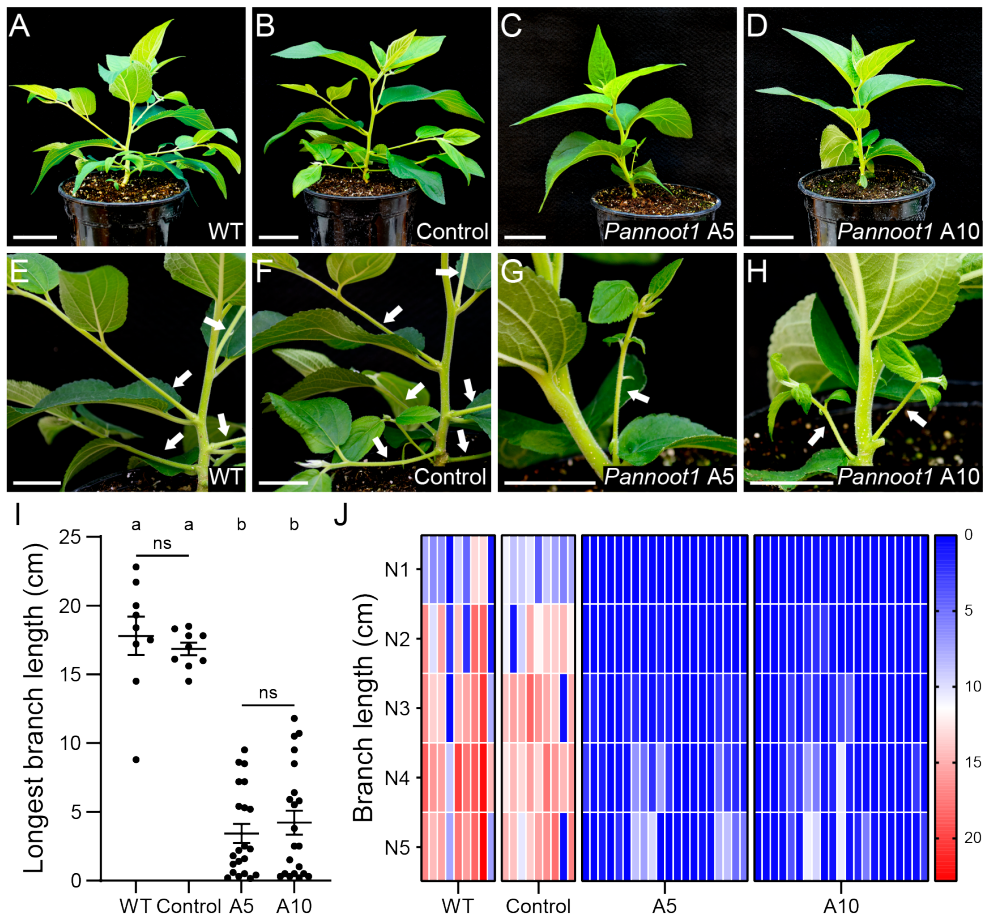 A
WT
B
Control
C
Pannoot1 A5
D
Pannoot1 A10
E
WT
F
Control
G
Pannoot1 A5
H
Pannoot1 A10
I
a a b b
ns
ns
Longest branch length (cm)
25
20
15
10
5
0
WT Control A5 A10
J
Branch length (cm)
N1
N2
N3
N4
N5
WT Control A5 A10
0
5
10
15
20